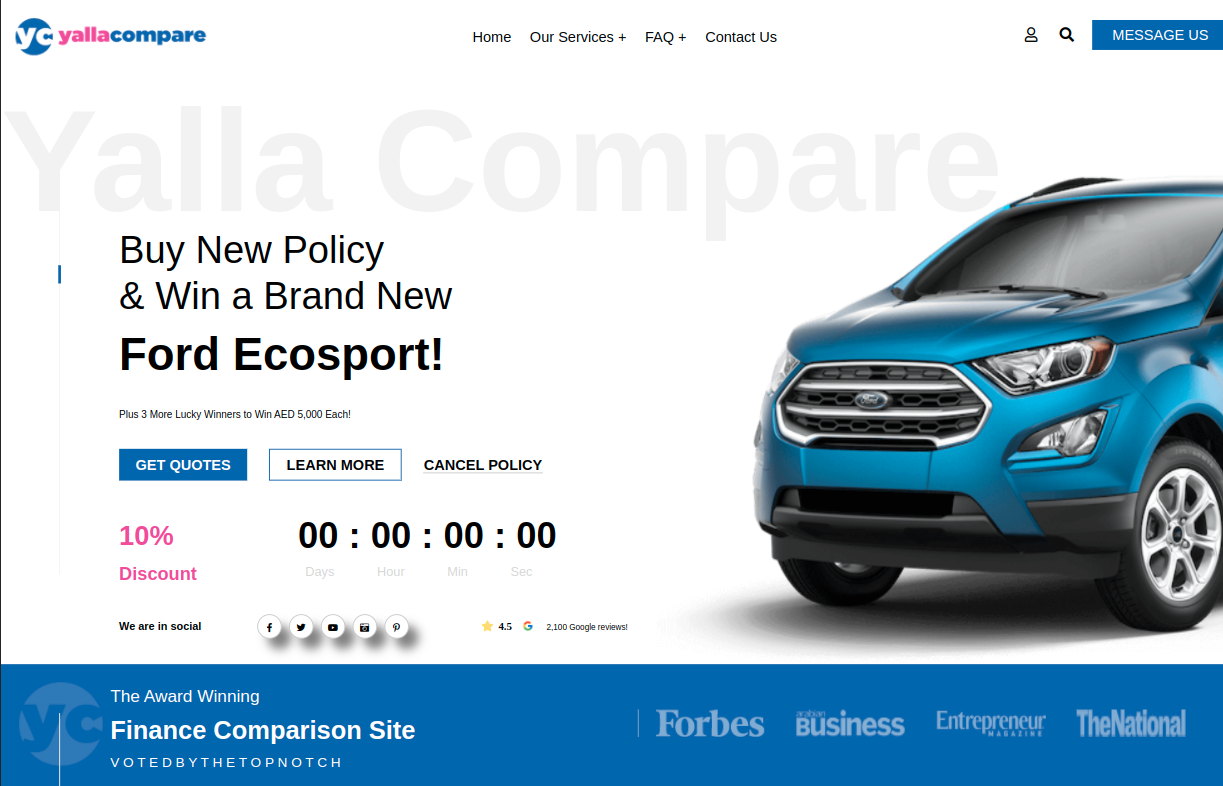 yc yallacompare
Home Our Services + FAQ + Contact Us
MESSAGE US
Yalla Compare
Buy New Policy
& Win a Brand New
Ford Ecosport!
Plus 3 More Lucky Winners to Win AED 5,000 Each!
GET QUOTES LEARN MORE CANCEL POLICY
10%
Discount
00 : 00 : 00 : 00
Days Hour Min Sec
We are in social
4.5 2,100 Google reviews!
Ford
yc
The Award Winning
Finance Comparison Site
VOTEDBYTHETOPNOTCH
Forbes
arabian
Business
Entrepreneur
MAGAZINE
TheNational